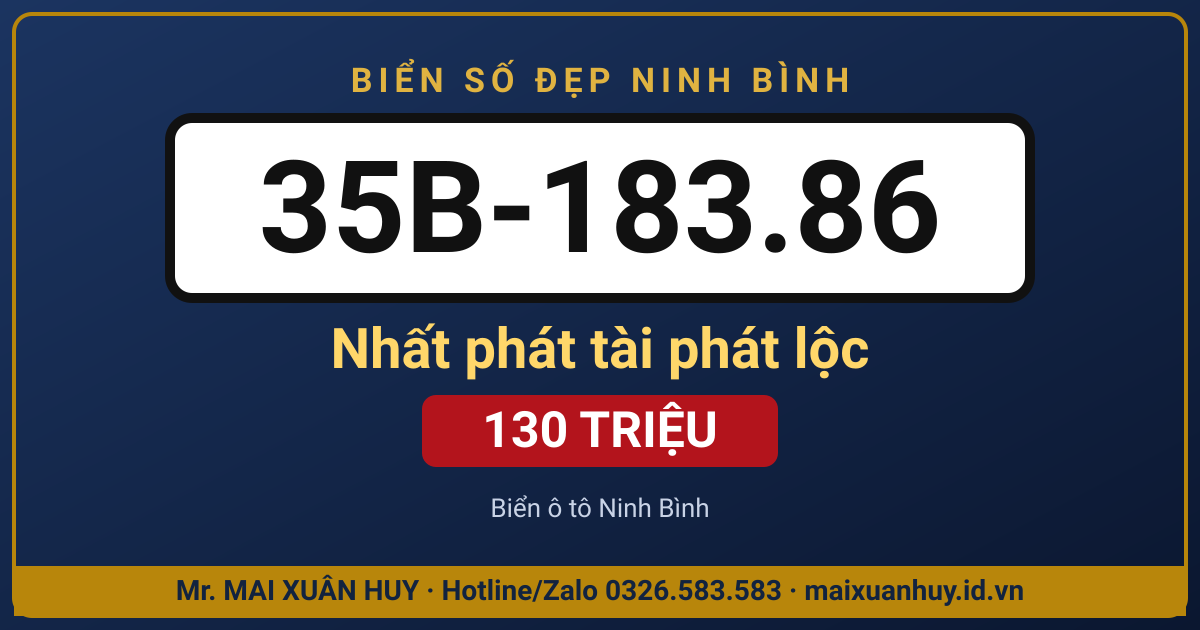 BIỂN SỐ ĐẸP NINH BÌNH
35B-183.86
Nhất phát tài phát lộc
130 TRIỆU
Biển ô tô Ninh Bình
Mr. MAI XUÂN HUY · Hotline/Zalo 0326.583.583 · maixuanhuy.id.vn